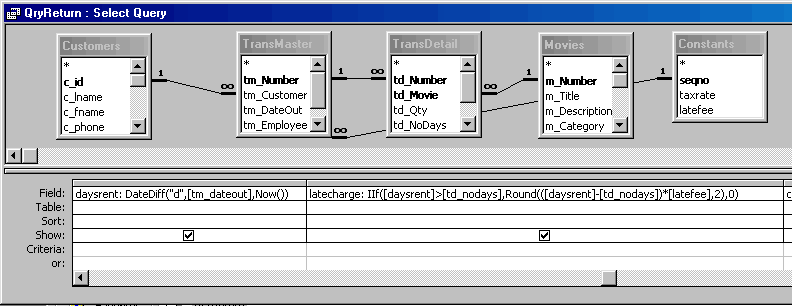 QryReturn : Select Query
Customers
*
c_id
c_lname
c_fname
c_phone
1
∞
TransMaster
*
tm_Number
tm_Customer
tm_DateOut
tm_Employee
1
∞
∞
TransDetail
*
td_Number
td_Movie
td_Qty
td_NoDays
∞
1
Movies
*
m_Number
m_Title
m_Description
m_Category
1
Constants
*
seqno
taxrate
latefee
Field: daysrent: DateDiff("d",[tm_dateout],Now()) latecharge: IIf([daysrent]>[td_nodays],Round(([daysrent]-[td_nodays])*[latefee],2),0) c
Table:
Sort:
Show:
Criteria:
or: